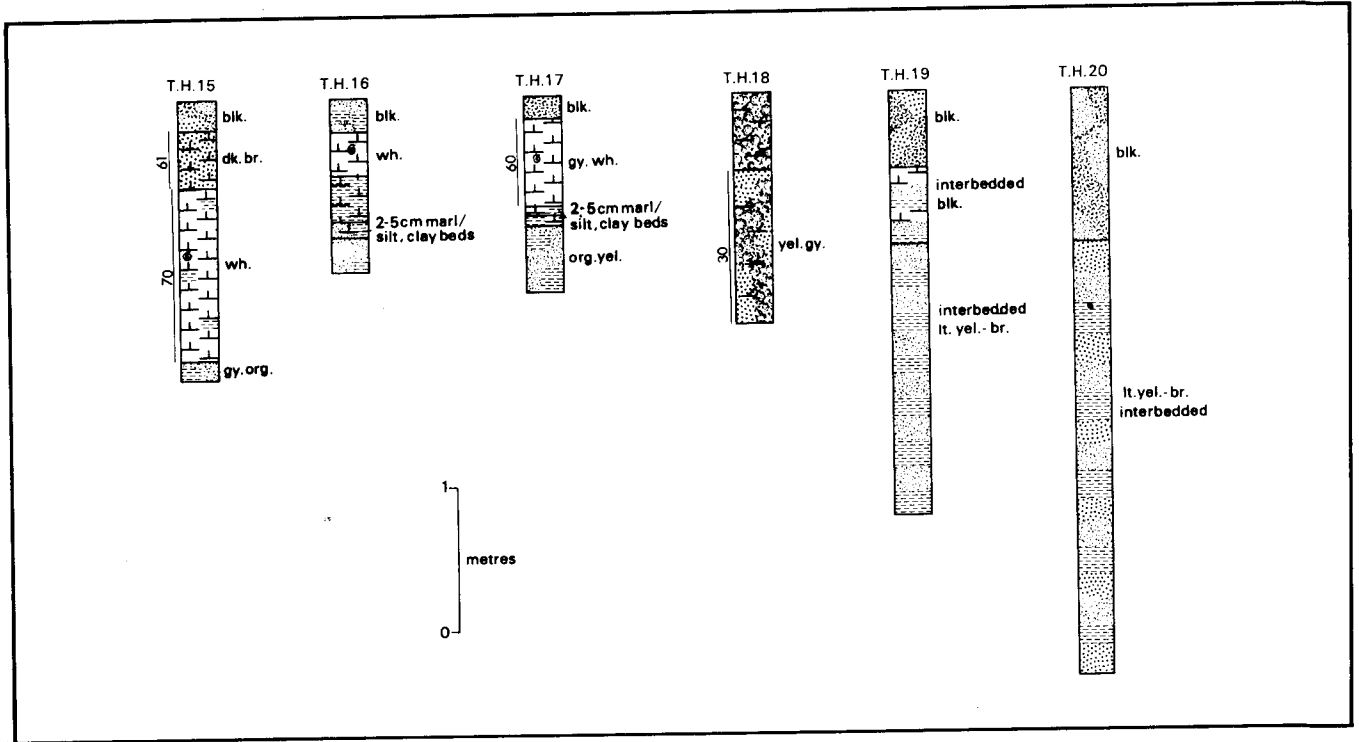 T.H.15
blk.
61
dk. br.
70
wh.
gy. org.
T.H.16
blk.
wh.
2-5cm marl/
silt, clay beds
T.H.17
blk.
60
gy. wh.
2-5cm marl/
silt, clay beds
org. yel.
T.H.18
30
yel. gy.
T.H.19
blk.
interbedded
blk.
interbedded
lt. yel.- br.
T.H.20
blk.
lt. yel.- br.
interbedded
1
metres
0